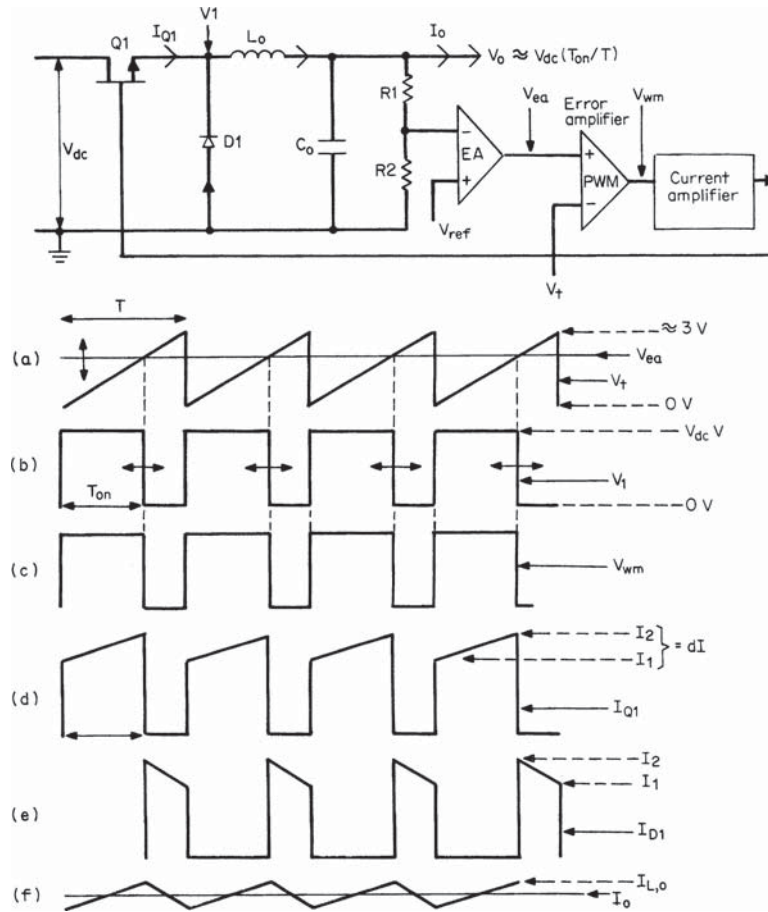 V1
Q1
I_Q1
L_o
I_o
V_o ≈ V_dc(T_on/T)
R1
V_ea
Error
amplifier
V_wm
V_dc
D1
C_o
R2
−
EA
+
+
PWM
−
Current
amplifier
V_ref
V_t
T
≈ 3 V
(a)
V_ea
V_t
0 V
V_dc V
(b)
T_on
V_1
0 V
(c)
V_wm
I_2
} = dI
I_1
(d)
I_Q1
I_2
I_1
(e)
I_D1
(f)
I_L,o
I_o